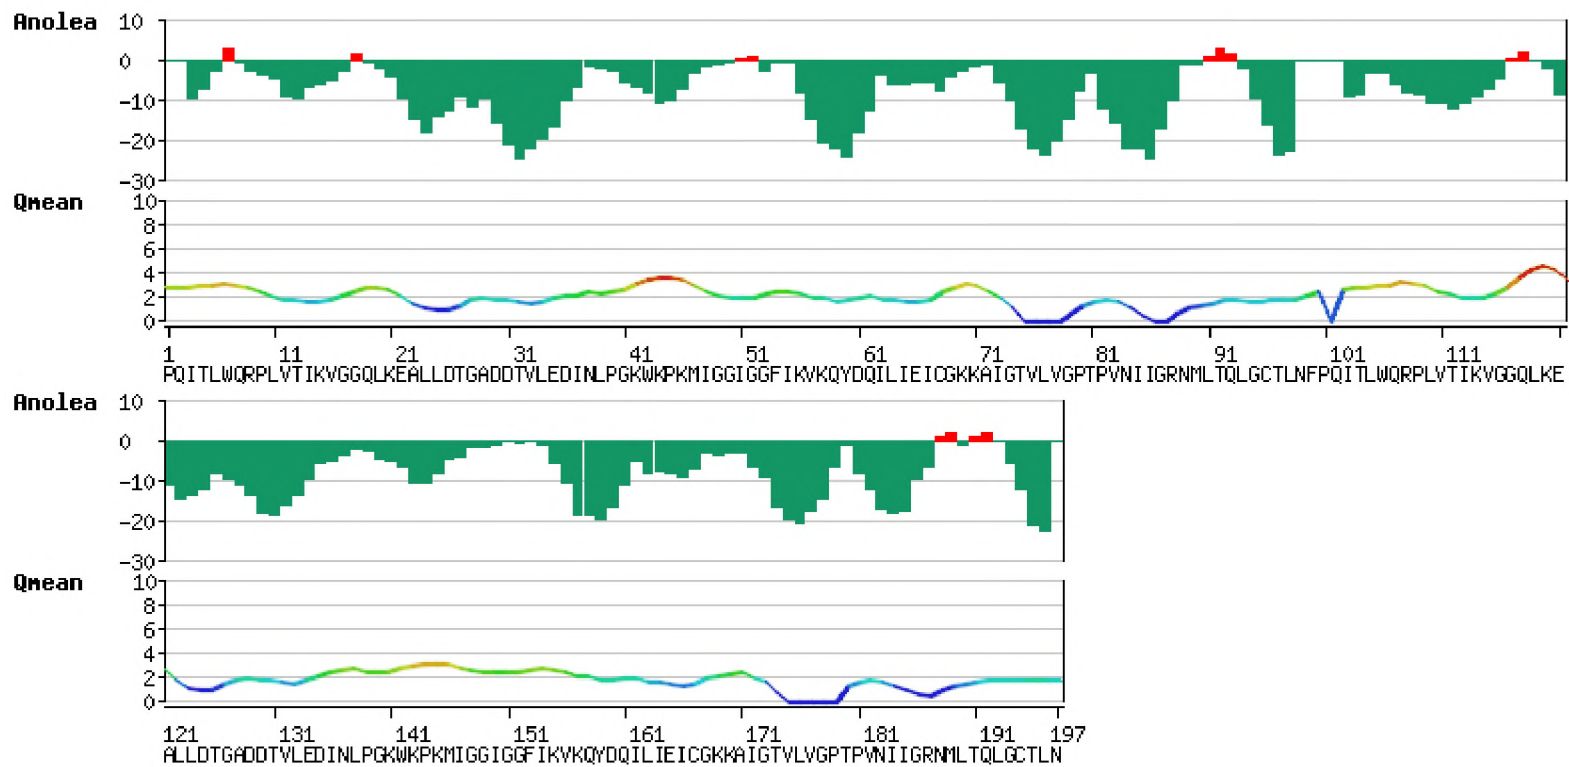 Anolea
10
0
-10
-20
-30
Qmean
10
8
6
4
2
0
1 11 21 31 41 51 61 71 81 91 101 111
PQITLWQRPLVTIKVGGQLKEALLDTGADDTVLEDINLPGKWKPKMIGGIGGFIKVKQYDQILIEICGKKAIGTVLVGPTPVNIIGRNMLTQLGCTLNFPQITLWQRPLVTIKVGGQLKE
Anolea
10
0
-10
-20
-30
Qmean
10
8
6
4
2
0
121 131 141 151 161 171 181 191 197
ALLDTGADDTVLEDINLPGKWKPKMIGGIGGFIKVKQYDQILIEICGKKAIGTVLVGPTPVNIIGRNMLTQLGCTLN